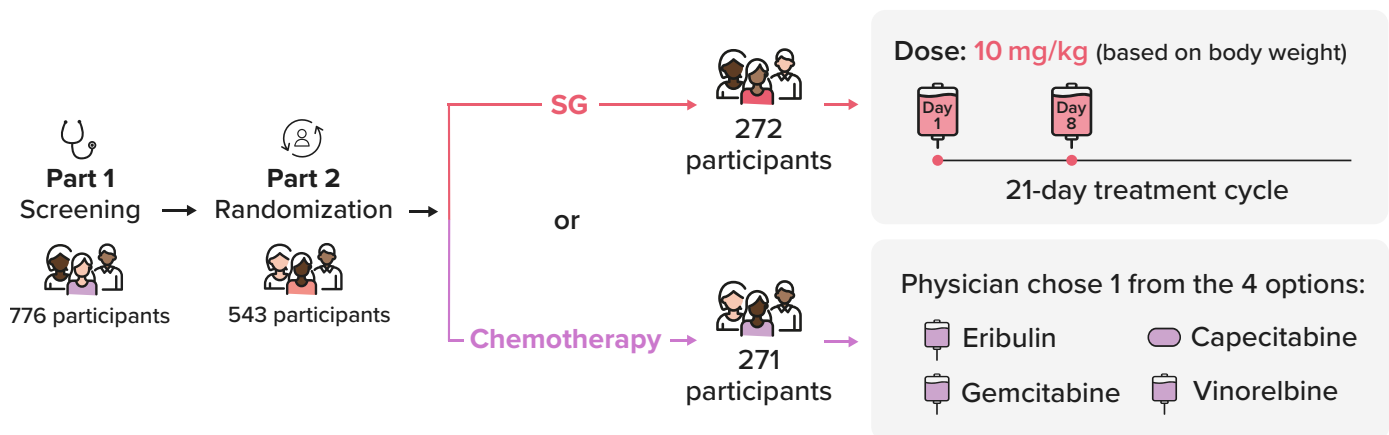 Part 1
Screening
776 participants
Part 2
Randomization
543 participants
SG
or
Chemotherapy
272
participants
271
participants
Dose: 10 mg/kg (based on body weight)
Day
1
Day
8
21-day treatment cycle
Physician chose 1 from the 4 options:
Eribulin
Capecitabine
Gemcitabine
Vinorelbine